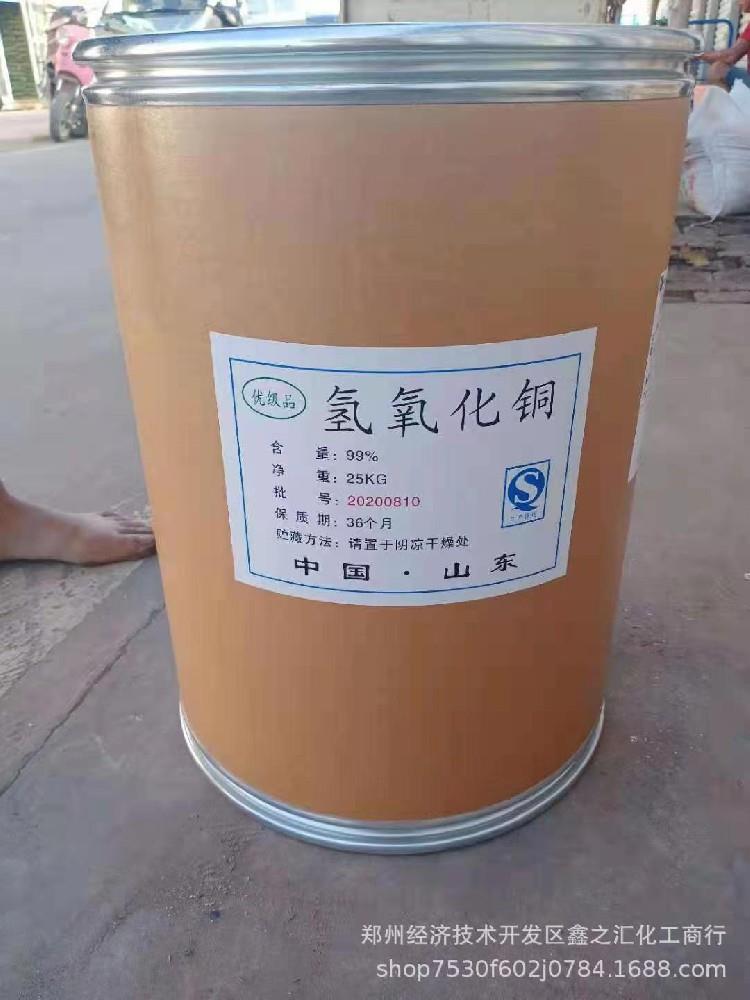 优级品
氢氧化铜
含 量：99%
净 重：25KG
批 号：20200810
保 质 期：36个月
贮藏方法：请置于阴凉干燥处
中国·山东
郑州经济技术开发区鑫之汇化工商行
shop7530f602j0784.1688.com